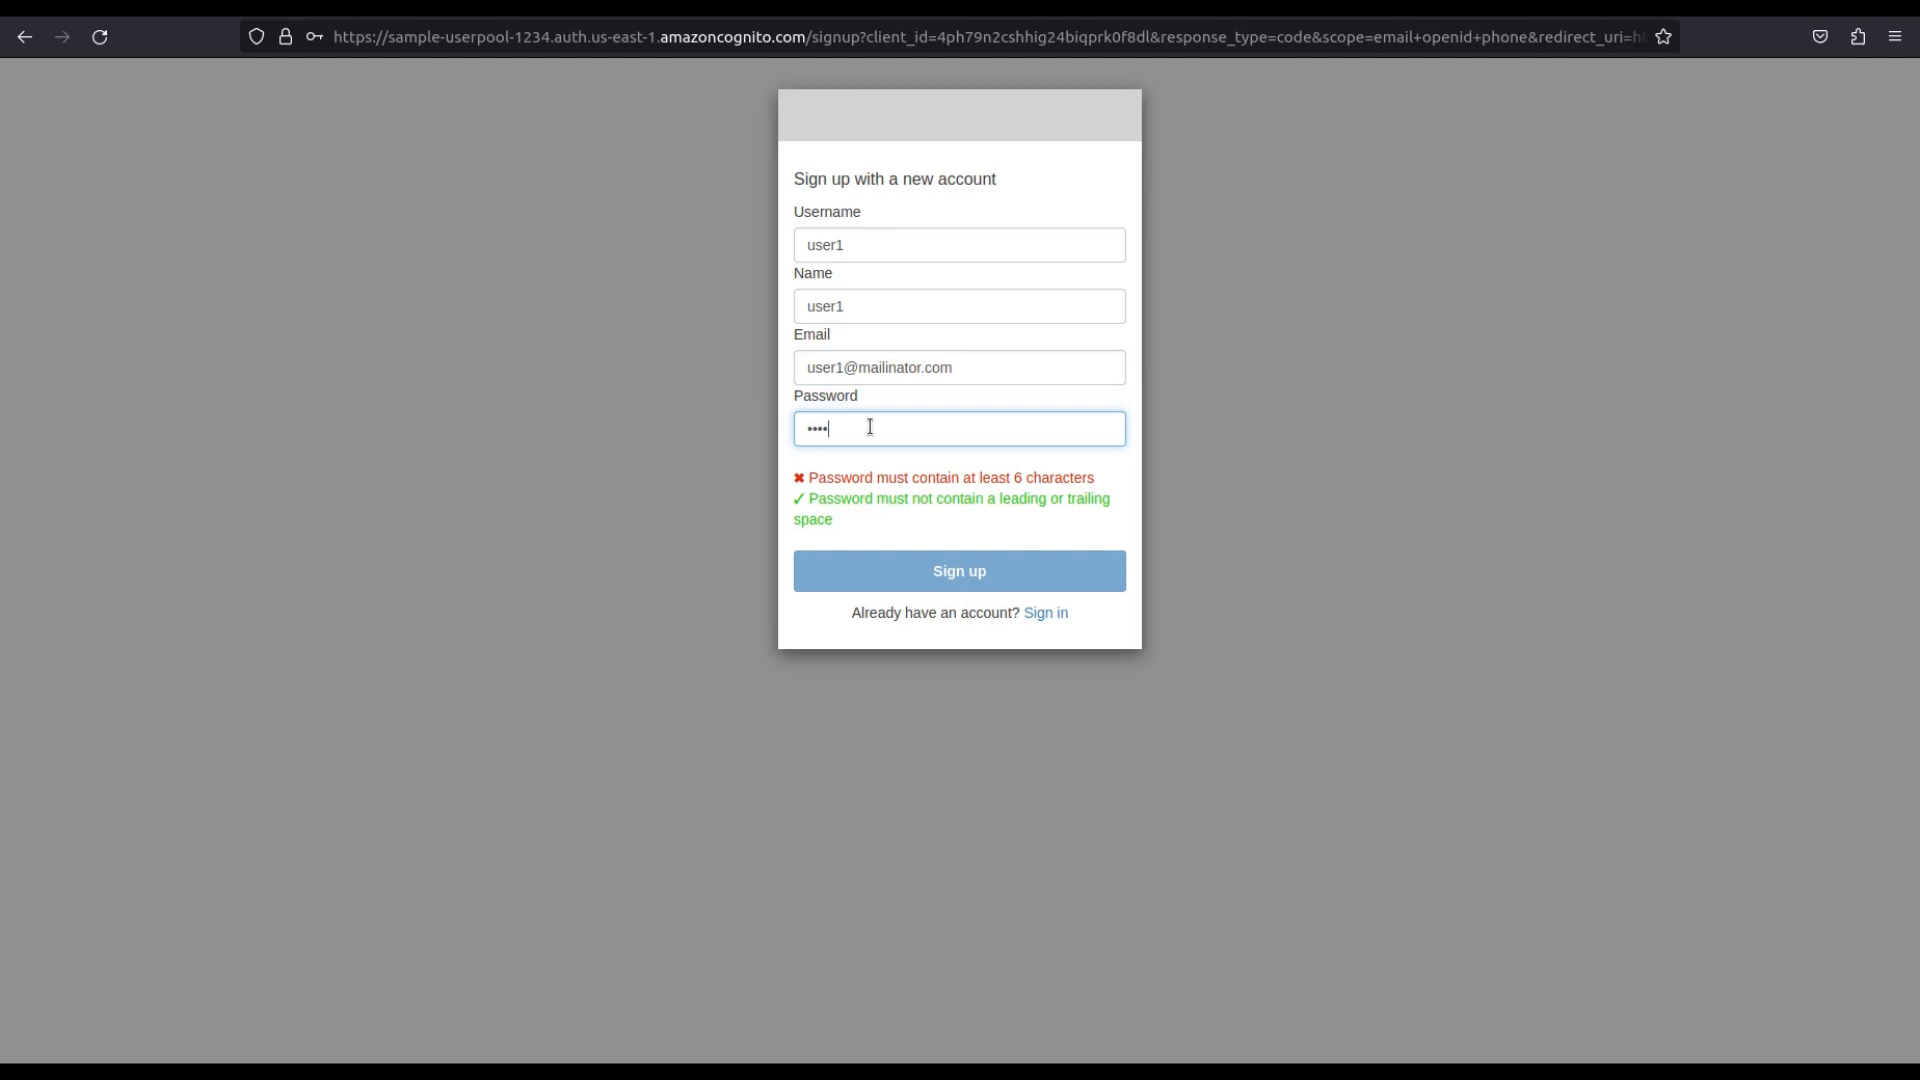 https://sample-userpool-1234.auth.us-east-1.amazoncognito.com/signup?client_id=4ph79n2cshhig24biqprk0f8dl&response_type=code&scope=email+openid+phone&redirect_uri=h
Sign up with a new account
Username
user1
Name
user1
Email
user1@mailinator.com
Password
••••
✖ Password must contain at least 6 characters
✓ Password must not contain a leading or trailing
space
Sign up
Already have an account? Sign in